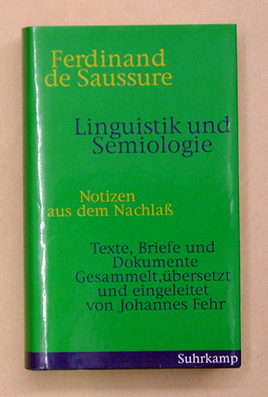 Ferdinand
de Saussure
Linguistik und
Semiologie
Notizen
aus dem Nachlaß
Texte, Briefe und
Dokumente
Gesammelt,übersetzt
und eingeleitet
von Johannes Fehr
Suhrkamp